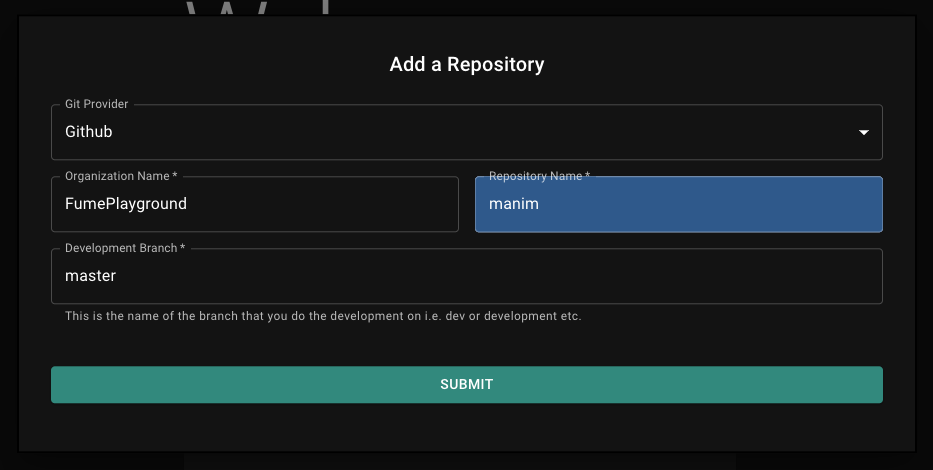 Add a Repository
Git Provider
Github
Organization Name *
FumePlayground
Repository Name *
manim
Development Branch *
master
This is the name of the branch that you do the development on i.e. dev or development etc.
SUBMIT